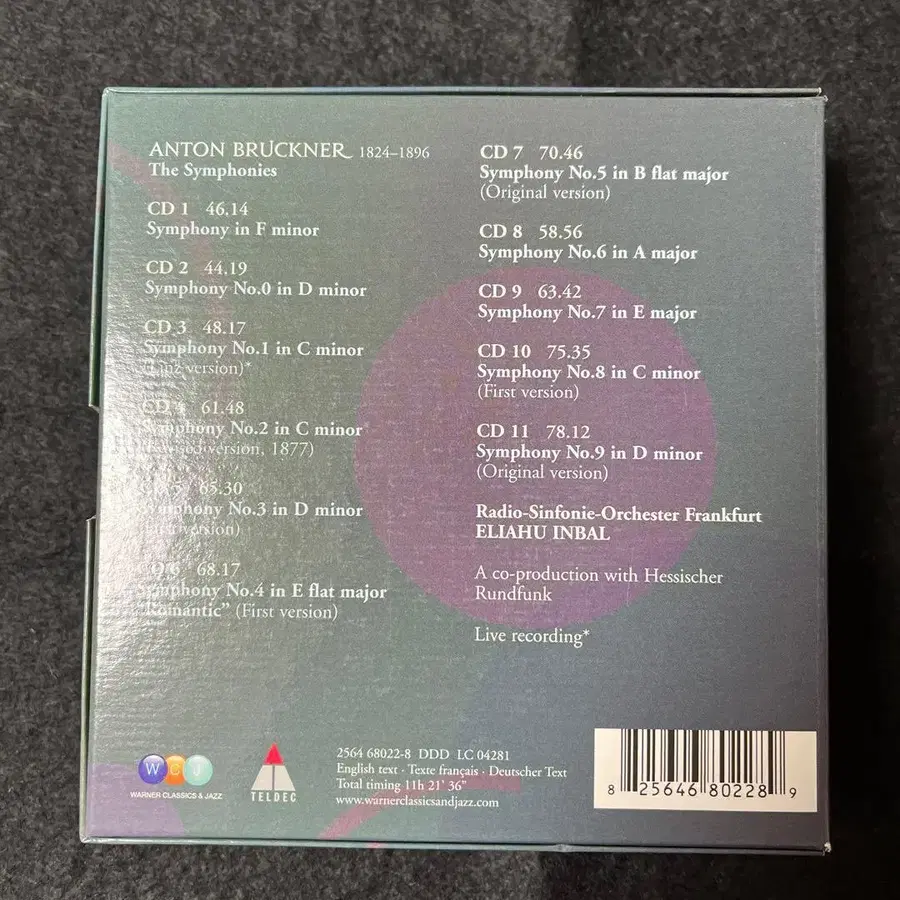 ANTON BRUCKNER 1824–1896
The Symphonies
CD 1 46.14
Symphony in F minor
CD 2 44.19
Symphony No.0 in D minor
CD 3 48.17
Symphony No.1 in C minor
(Linz version)*
CD 4 61.48
Symphony No.2 in C minor
version, 1877)
65.30
Symphony No.3 in D minor
version)
CD 6 68.17
Symphony No.4 in E flat major
"Romantic" (First version)
CD 7 70.46
Symphony No.5 in B flat major
(Original version)
CD 8 58.56
Symphony No.6 in A major
CD 9 63.42
Symphony No.7 in E major
CD 10 75.35
Symphony No.8 in C minor
(First version)
CD 11 78.12
Symphony No.9 in D minor
(Original version)
Radio-Sinfonie-Orchester Frankfurt
ELIAHU INBAL
A co-production with Hessischer
Rundfunk
Live recording*
W C J
WARNER CLASSICS & JAZZ
TELDEC
2564 68022-8 DDD LC 04281
English text · Texte français · Deutscher Text
Total timing 11h 21' 36"
www.warnerclassicsandjazz.com
8 25646 80228 9